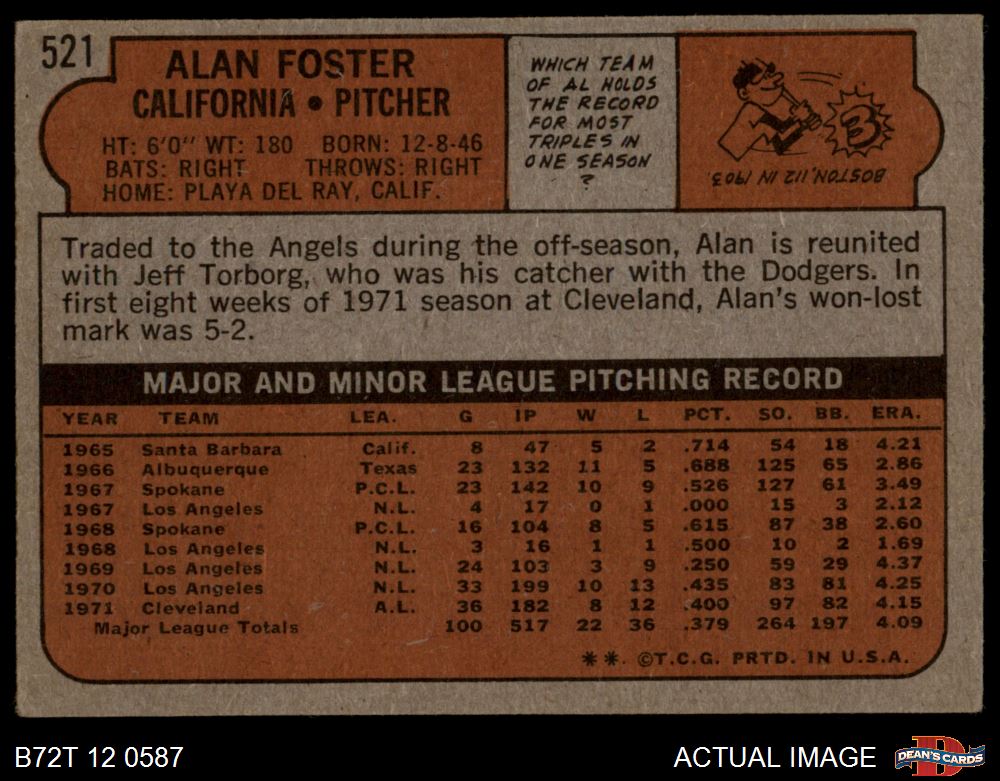 521
ALAN FOSTER
CALIFORNIA • PITCHER
HT: 6'0" WT: 180 BORN: 12-8-46
BATS: RIGHT THROWS: RIGHT
HOME: PLAYA DEL RAY, CALIF.
WHICH TEAM
OF AL HOLDS
THE RECORD
FOR MOST
TRIPLES IN
ONE SEASON
?
3
BOSTON, 112 IN 1903.
Traded to the Angels during the off-season, Alan is reunited
with Jeff Torborg, who was his catcher with the Dodgers. In
first eight weeks of 1971 season at Cleveland, Alan's won-lost
mark was 5-2.
MAJOR AND MINOR LEAGUE PITCHING RECORD
YEAR TEAM LEA. G IP W L PCT. SO. BB. ERA.
1965 Santa Barbara Calif. 8 47 5 2 .714 54 18 4.21
1966 Albuquerque Texas 23 132 11 5 .688 125 65 2.86
1967 Spokane P.C.L. 23 142 10 9 .526 127 61 3.49
1967 Los Angeles N.L. 4 17 0 1 .000 15 3 2.12
1968 Spokane P.C.L. 16 104 8 5 .615 87 38 2.60
1968 Los Angeles N.L. 3 16 1 1 .500 10 2 1.69
1969 Los Angeles N.L. 24 103 3 9 .250 59 29 4.37
1970 Los Angeles N.L. 33 199 10 13 .435 83 81 4.25
1971 Cleveland A.L. 36 182 8 12 .400 97 82 4.15
Major League Totals 100 517 22 36 .379 264 197 4.09
** ©T.C.G. PRTD. IN U.S.A.
B72T 12 0587 ACTUAL IMAGE D DEAN'S CARDS